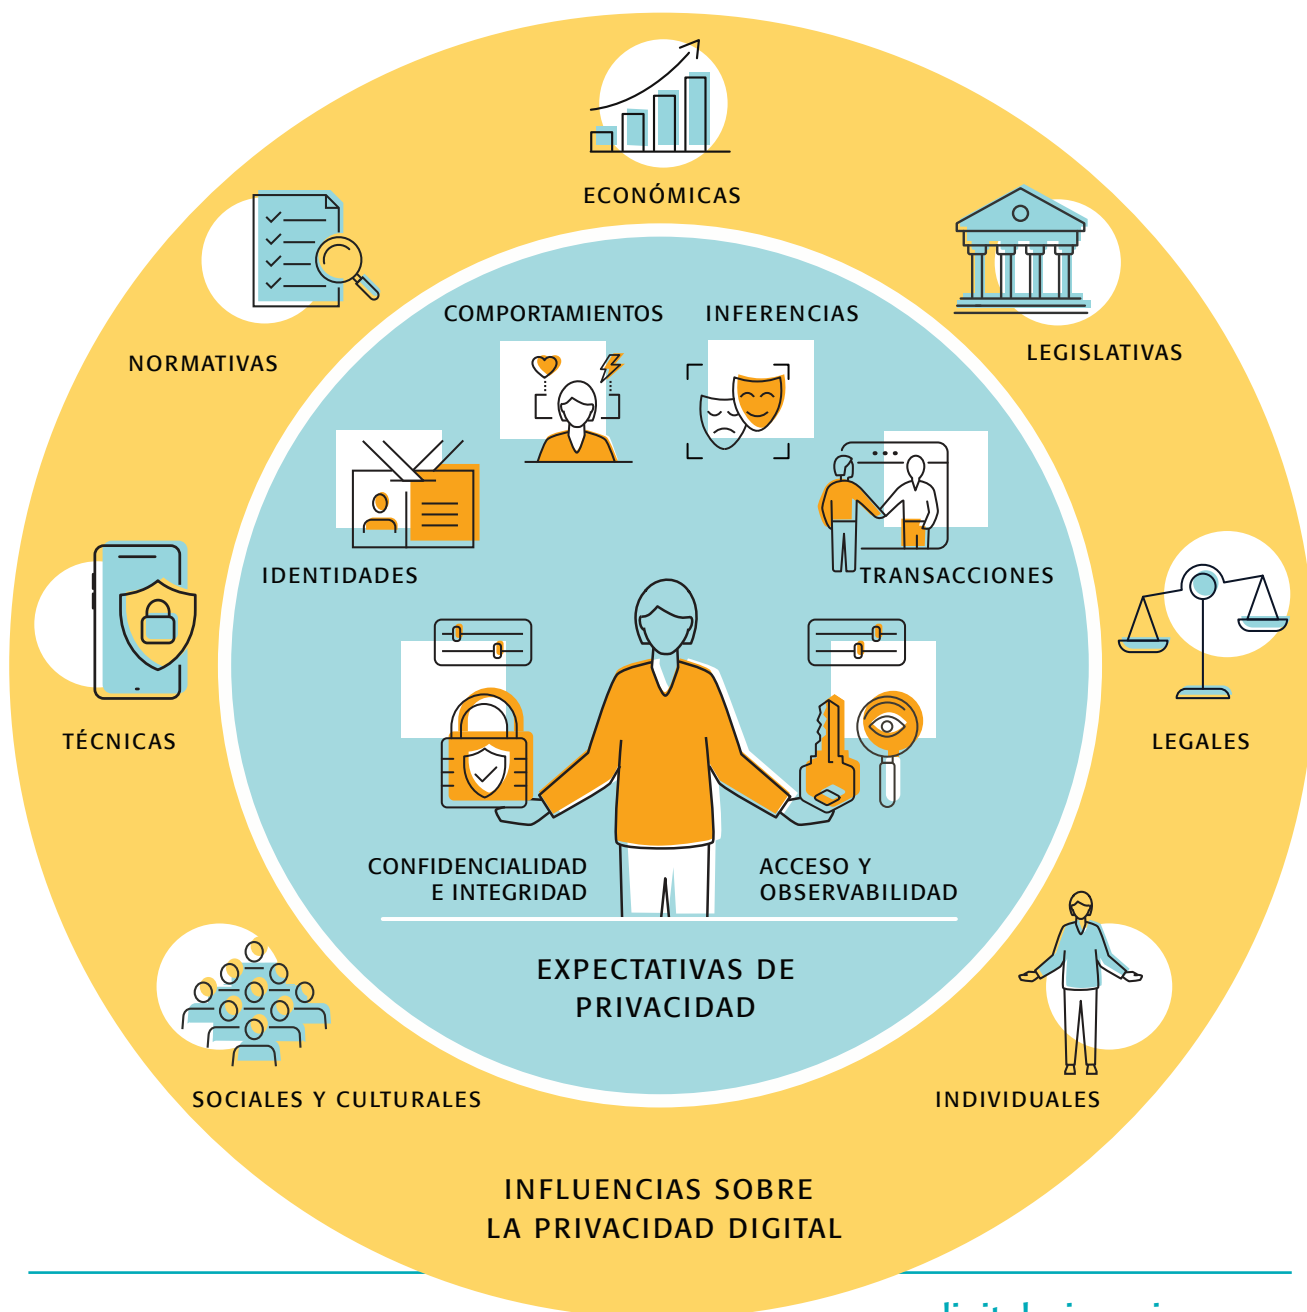 ECONÓMICAS
NORMATIVAS
LEGISLATIVAS
COMPORTAMIENTOS
INFERENCIAS
IDENTIDADES
TRANSACCIONES
TÉCNICAS
LEGALES
CONFIDENCIALIDAD
E INTEGRIDAD
ACCESO Y
OBSERVABILIDAD
EXPECTATIVAS DE
PRIVACIDAD
SOCIALES Y CULTURALES
INDIVIDUALES
INFLUENCIAS SOBRE
LA PRIVACIDAD DIGITAL